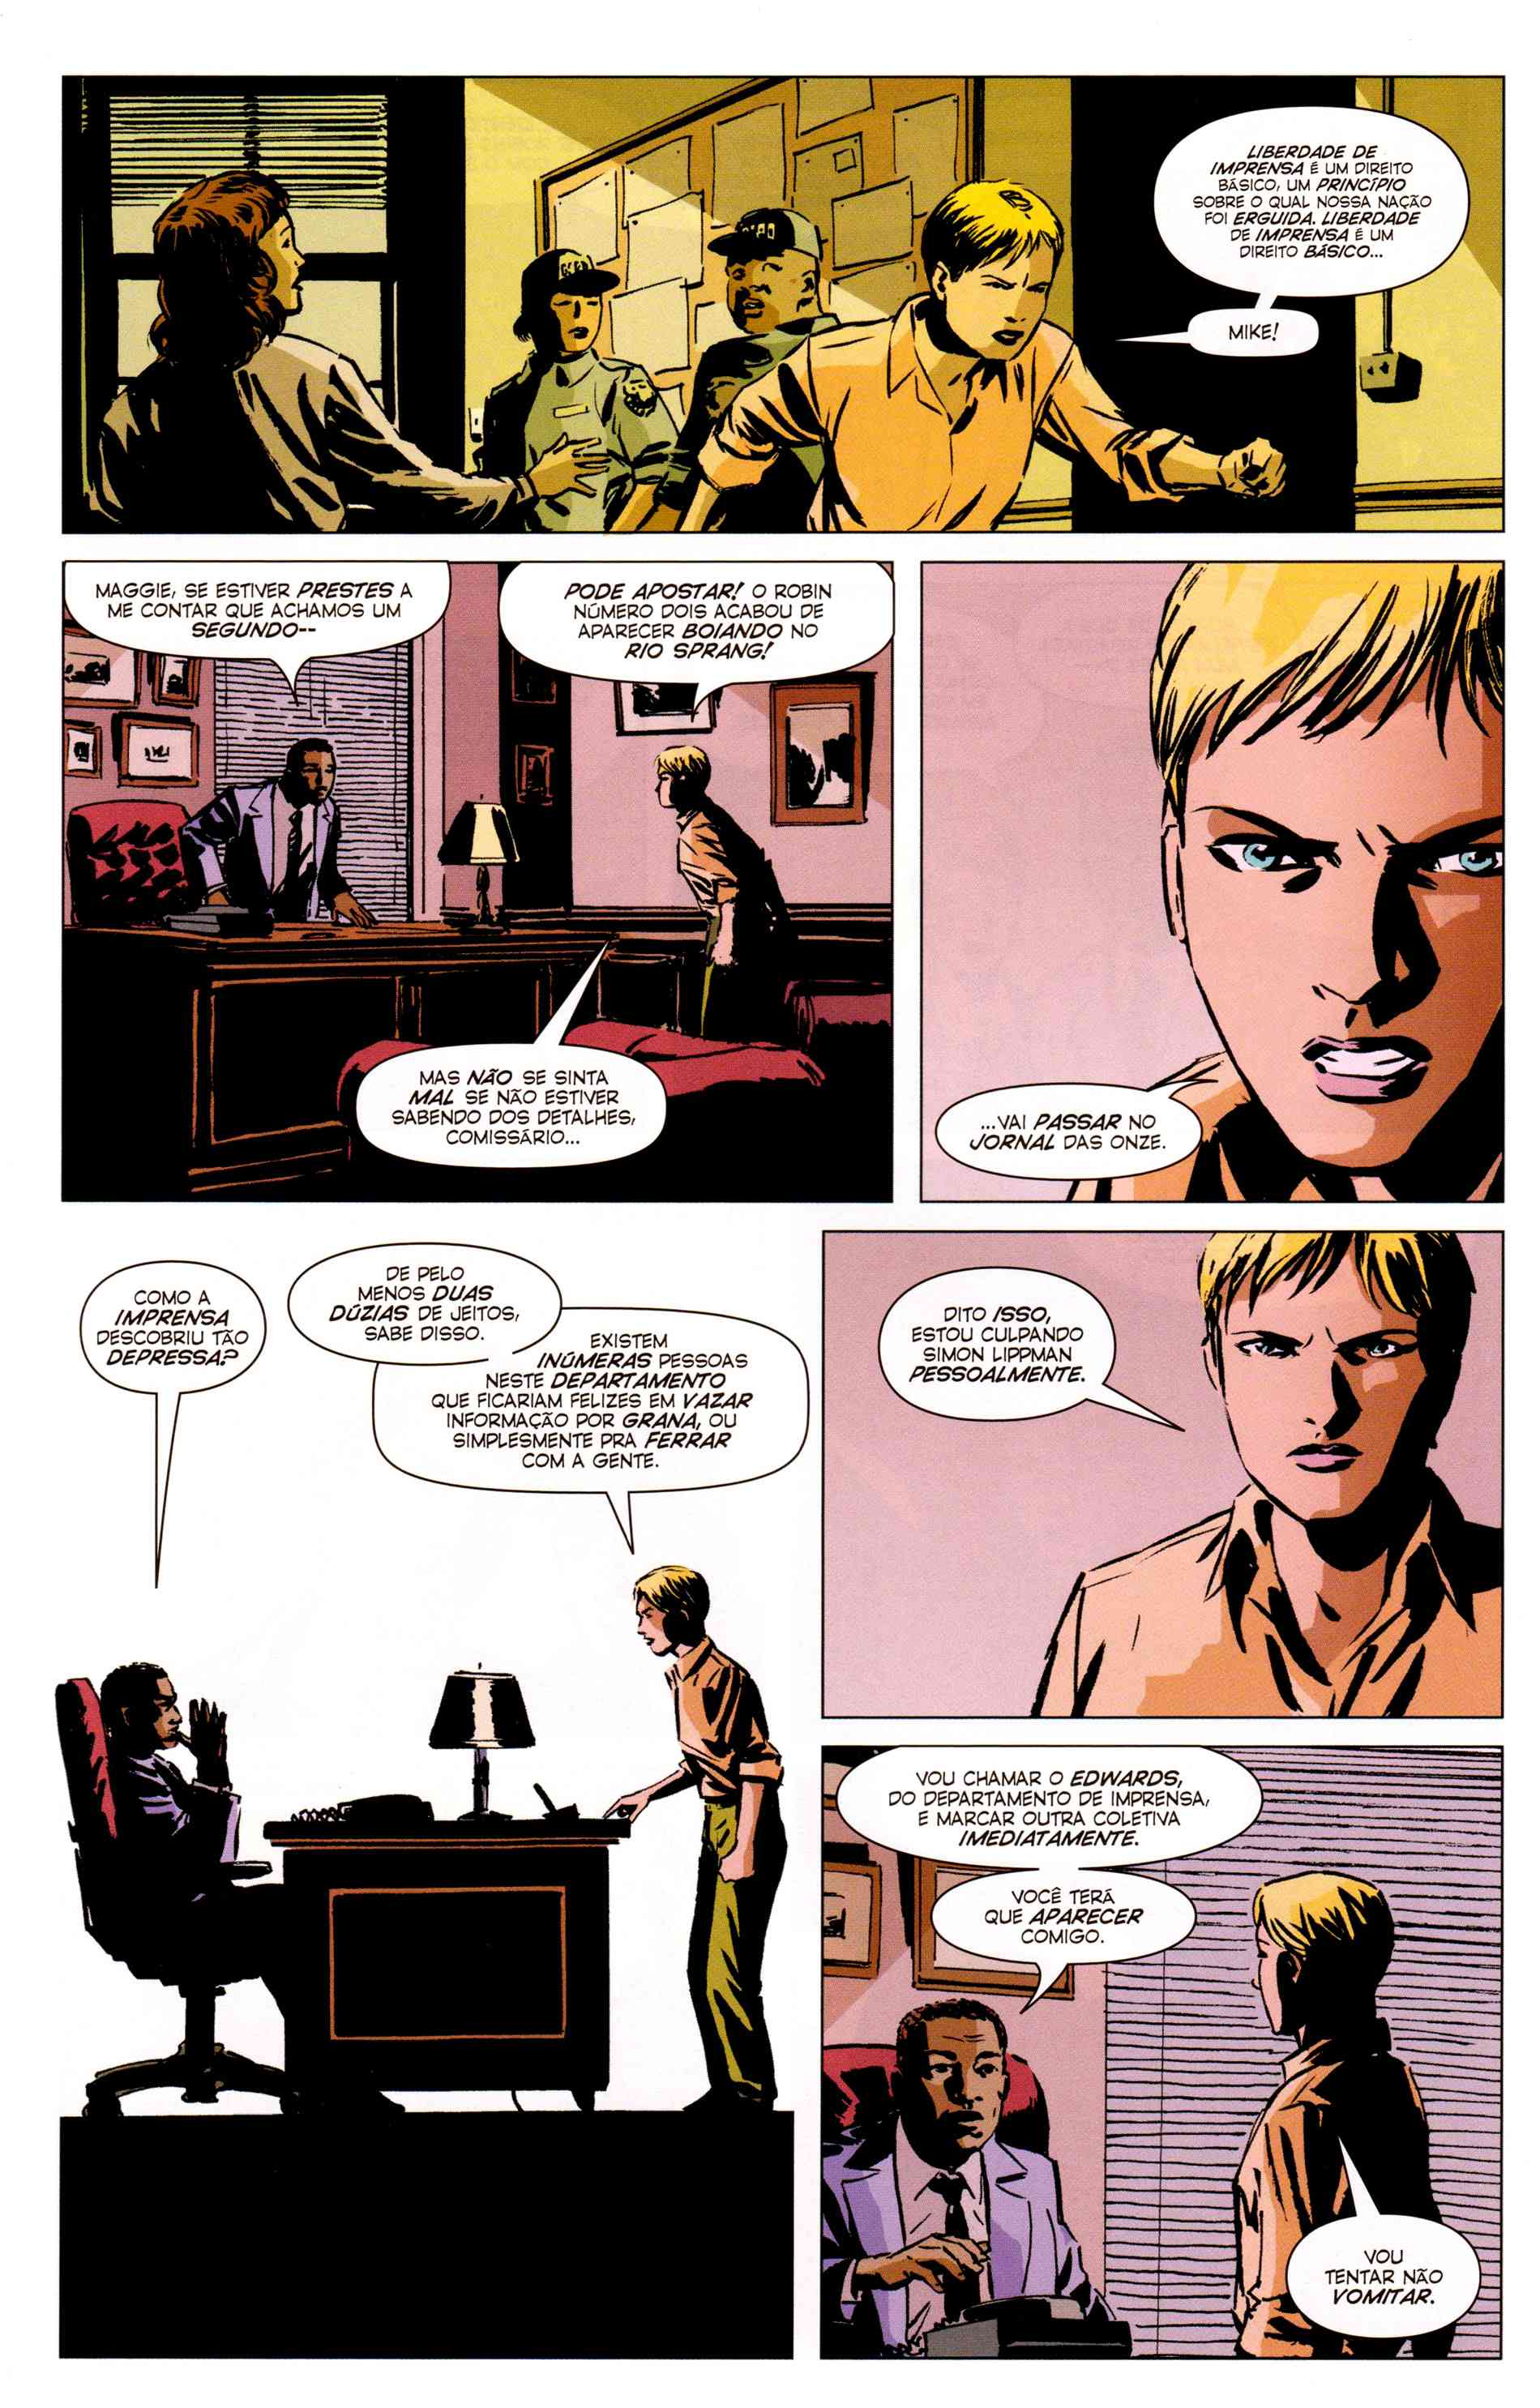 LIBERDADE DE
IMPRENSA É UM DIREITO
BÁSICO, UM PRINCÍPIO
SOBRE O QUAL NOSSA NAÇÃO
FOI ERGUIDA. LIBERDADE
DE IMPRENSA É UM
DIREITO BÁSICO...
MIKE!
MAGGIE, SE ESTIVER PRESTES A
ME CONTAR QUE ACHAMOS UM
SEGUNDO--
PODE APOSTAR! O ROBIN
NÚMERO DOIS ACABOU DE
APARECER BOIANDO NO
RIO SPRANG!
MAS NÃO SE SINTA
MAL SE NÃO ESTIVER
SABENDO DOS DETALHES,
COMISSÁRIO...
...VAI PASSAR NO
JORNAL DAS ONZE.
COMO A
IMPRENSA
DESCOBRIU TÃO
DEPRESSA?
DE PELO
MENOS DUAS
DÚZIAS DE JEITOS,
SABE DISSO.
EXISTEM
INÚMERAS PESSOAS
NESTE DEPARTAMENTO
QUE FICARIAM FELIZES EM VAZAR
INFORMAÇÃO POR GRANA, OU
SIMPLESMENTE PRA FERRAR
COM A GENTE.
DITO ISSO,
ESTOU CULPANDO
SIMON LIPPMAN
PESSOALMENTE.
VOU CHAMAR O EDWARDS,
DO DEPARTAMENTO DE IMPRENSA,
E MARCAR OUTRA COLETIVA
IMEDIATAMENTE.
VOCÊ TERÁ
QUE APARECER
COMIGO.
VOU
TENTAR NÃO
VOMITAR.